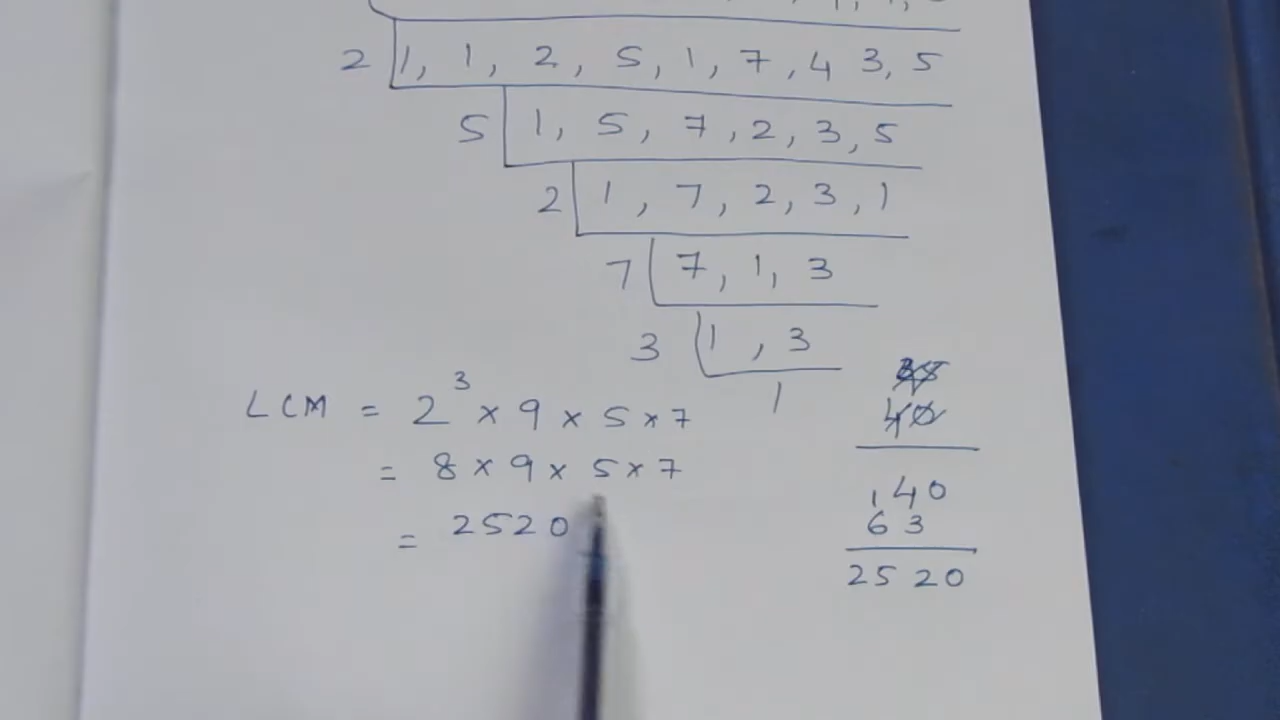 2 1, 1, 2, 5, 1, 7, 4 3, 5
5 1, 5, 7, 2, 3, 5
2 1, 7, 2, 3, 1
7 7, 1, 3
3 1, 3
1
LCM = 2³ × 9 × 5 × 7
= 8 × 9 × 5 × 7
= 2520
40
140
63
2520